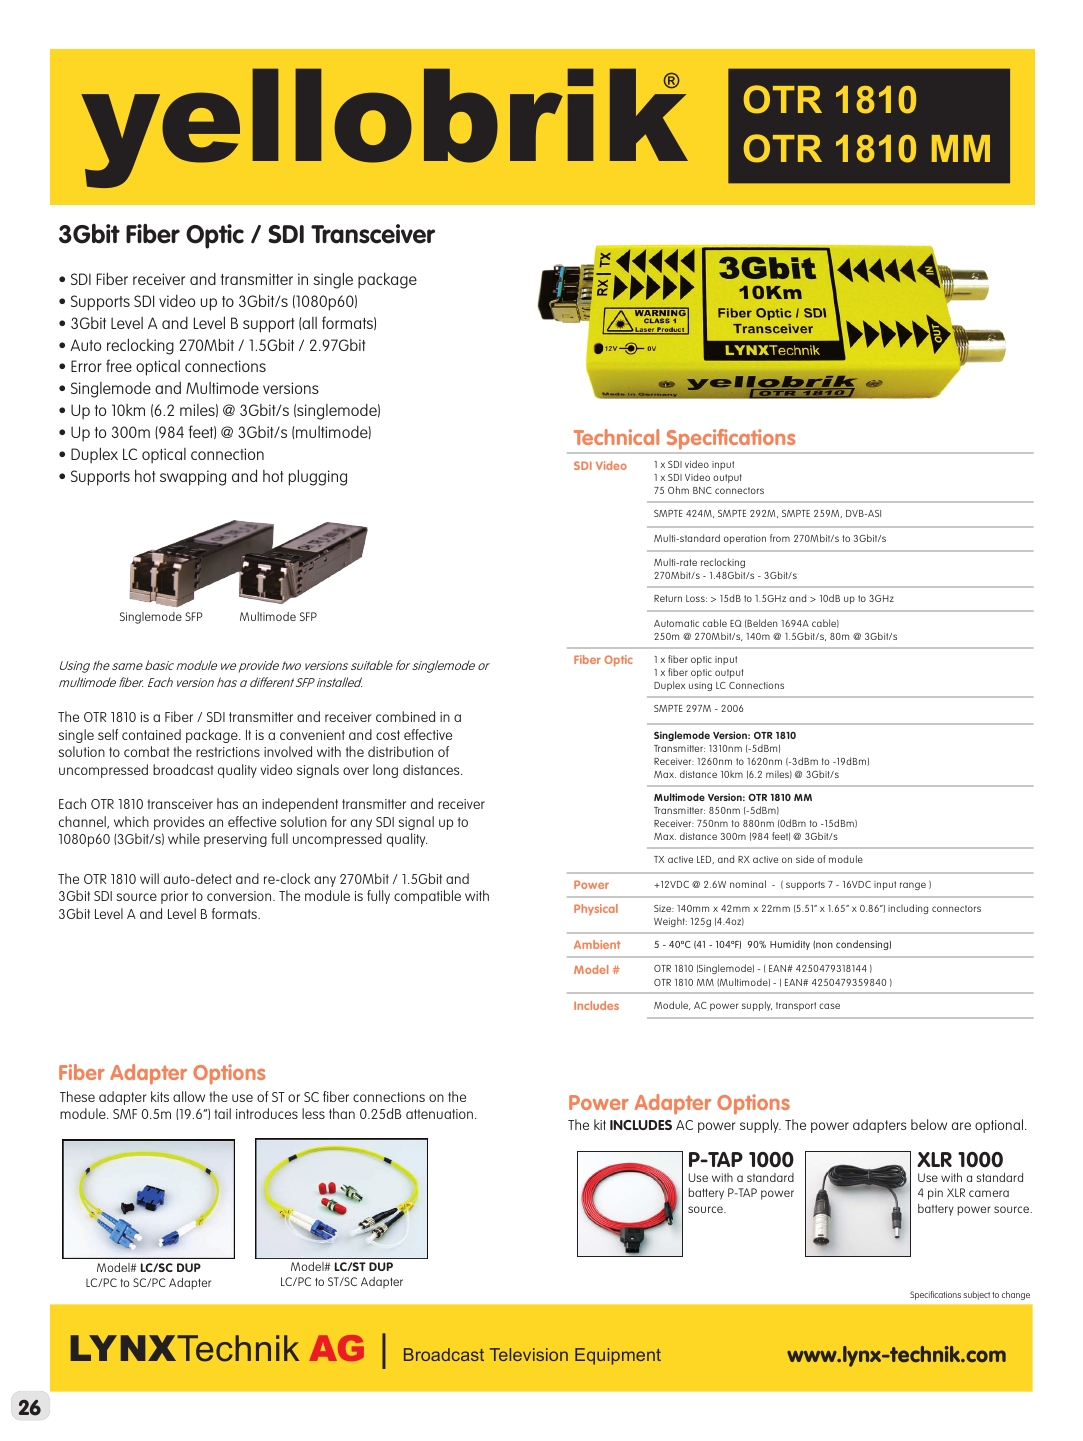 yellobrik®
OTR 1810
OTR 1810 MM
3Gbit Fiber Optic / SDI Transceiver
• SDI Fiber receiver and transmitter in single package
• Supports SDI video up to 3Gbit/s (1080p60)
• 3Gbit Level A and Level B support (all formats)
• Auto reclocking 270Mbit / 1.5Gbit / 2.97Gbit
• Error free optical connections
• Singlemode and Multimode versions
• Up to 10km (6.2 miles) @ 3Gbit/s (singlemode)
• Up to 300m (984 feet) @ 3Gbit/s (multimode)
• Duplex LC optical connection
• Supports hot swapping and hot plugging
Singlemode SFP
Multimode SFP
Using the same basic module we provide two versions suitable for singlemode or
multimode fiber. Each version has a different SFP installed.
The OTR 1810 is a Fiber / SDI transmitter and receiver combined in a
single self contained package. It is a convenient and cost effective
solution to combat the restrictions involved with the distribution of
uncompressed broadcast quality video signals over long distances.
Each OTR 1810 transceiver has an independent transmitter and receiver
channel, which provides an effective solution for any SDI signal up to
1080p60 (3Gbit/s) while preserving full uncompressed quality.
The OTR 1810 will auto-detect and re-clock any 270Mbit / 1.5Gbit and
3Gbit SDI source prior to conversion. The module is fully compatible with
3Gbit Level A and Level B formats.
RX | TX
3Gbit
10Km
Fiber Optic / SDI
Transceiver
LYNXTechnik
IN
OUT
WARNING
CLASS 1
Laser Product
12V
0V
yellobrik
OTR 1810
Made in Germany
Technical Specifications
SDI Video
1 x SDI video input
1 x SDI Video output
75 Ohm BNC connectors
SMPTE 424M, SMPTE 292M, SMPTE 259M, DVB-ASI
Multi-standard operation from 270Mbit/s to 3Gbit/s
Multi-rate reclocking
270Mbit/s - 1.48Gbit/s - 3Gbit/s
Return Loss: > 15dB to 1.5GHz and > 10dB up to 3GHz
Automatic cable EQ (Belden 1694A cable)
250m @ 270Mbit/s, 140m @ 1.5Gbit/s, 80m @ 3Gbit/s
Fiber Optic
1 x fiber optic input
1 x fiber optic output
Duplex using LC Connections
SMPTE 297M - 2006
Singlemode Version: OTR 1810
Transmitter: 1310nm (-5dBm)
Receiver: 1260nm to 1620nm (-3dBm to -19dBm)
Max. distance 10km (6.2 miles) @ 3Gbit/s
Multimode Version: OTR 1810 MM
Transmitter: 850nm (-5dBm)
Receiver: 750nm to 880nm (0dBm to -15dBm)
Max. distance 300m (984 feet) @ 3Gbit/s
TX active LED, and RX active on side of module
Power
+12VDC @ 2.6W nominal - ( supports 7 - 16VDC input range )
Physical
Size: 140mm x 42mm x 22mm (5.51” x 1.65” x 0.86”) including connectors
Weight: 125g (4.4oz)
Ambient
5 - 40ºC (41 - 104ºF) 90% Humidity (non condensing)
Model #
OTR 1810 (Singlemode) - ( EAN# 4250479318144 )
OTR 1810 MM (Multimode) - ( EAN# 4250479359840 )
Includes
Module, AC power supply, transport case
Fiber Adapter Options
These adapter kits allow the use of ST or SC fiber connections on the
module. SMF 0.5m (19.6”) tail introduces less than 0.25dB attenuation.
Model# LC/SC DUP
LC/PC to SC/PC Adapter
Model# LC/ST DUP
LC/PC to ST/SC Adapter
Power Adapter Options
The kit INCLUDES AC power supply. The power adapters below are optional.
P-TAP 1000
Use with a standard
battery P-TAP power
source.
XLR 1000
Use with a standard
4 pin XLR camera
battery power source.
Specifications subject to change
LYNXTechnik AG | Broadcast Television Equipment
www.lynx-technik.com
26